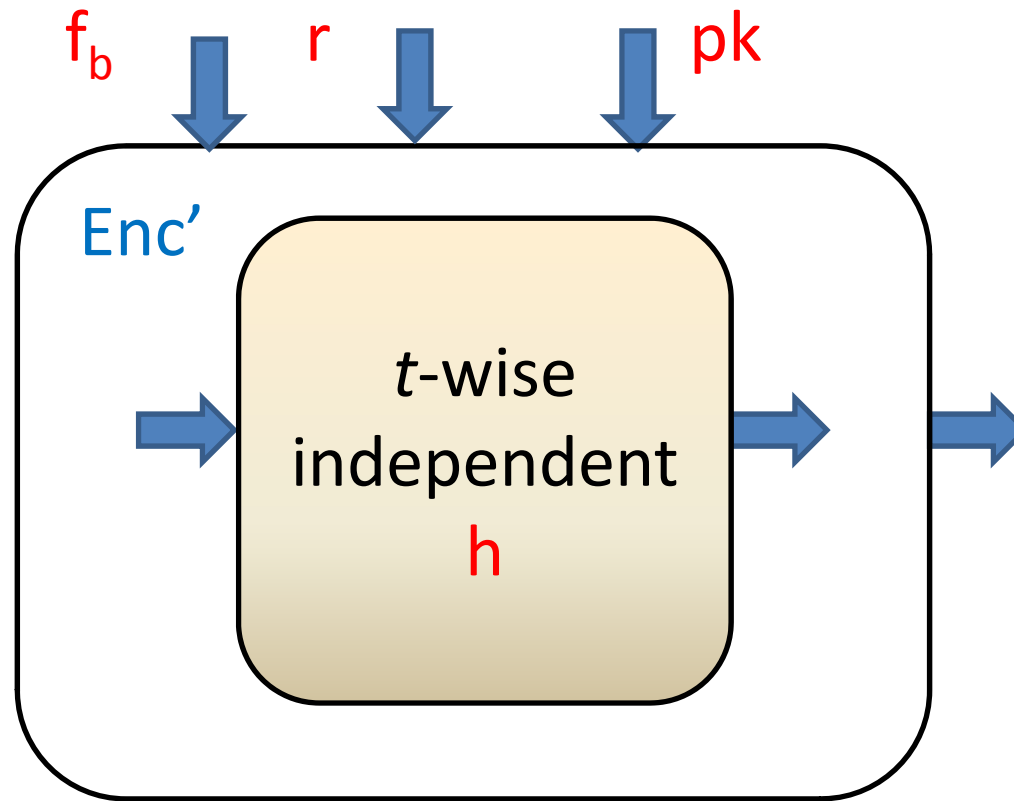 f_b r pk
Enc’
t-wise
independent
h